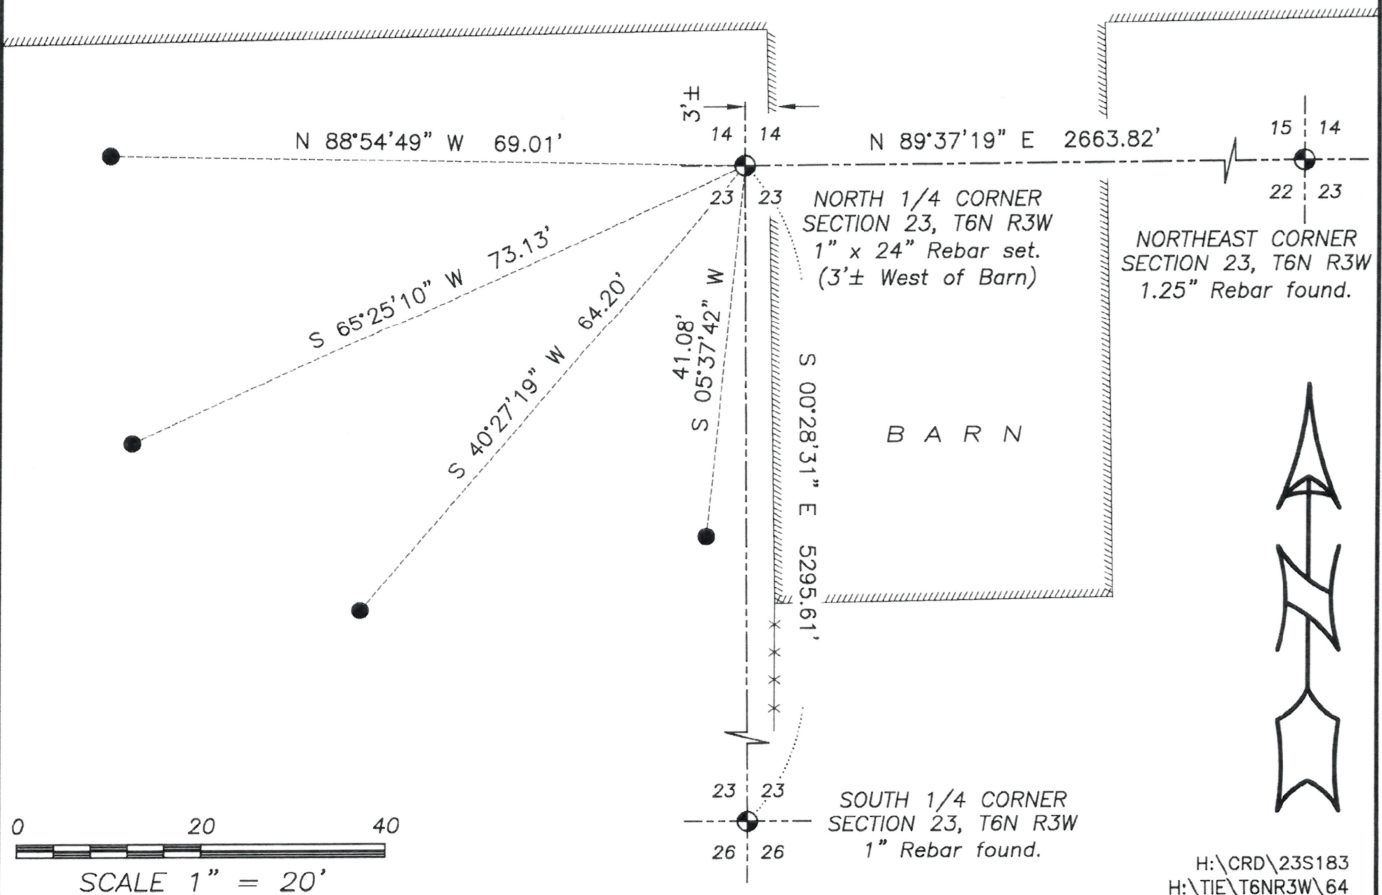 3'±
14 14
15 14
N 88°54'49" W 69.01'
N 89°37'19" E 2663.82'
23 23
22 23
NORTH 1/4 CORNER
SECTION 23, T6N R3W
1" x 24" Rebar set.
(3'± West of Barn)
NORTHEAST CORNER
SECTION 23, T6N R3W
1.25" Rebar found.
S 65°25'10" W 73.13'
S 40°27'19" W 64.20'
41.08'
S 05°37'42" W
S 00°28'31" E 5295.61'
BARN
N
23 23
26 26
SOUTH 1/4 CORNER
SECTION 23, T6N R3W
1" Rebar found.
0 20 40
SCALE 1" = 20'
H:\CRD\23S183
H:\TIE\T6NR3W\64